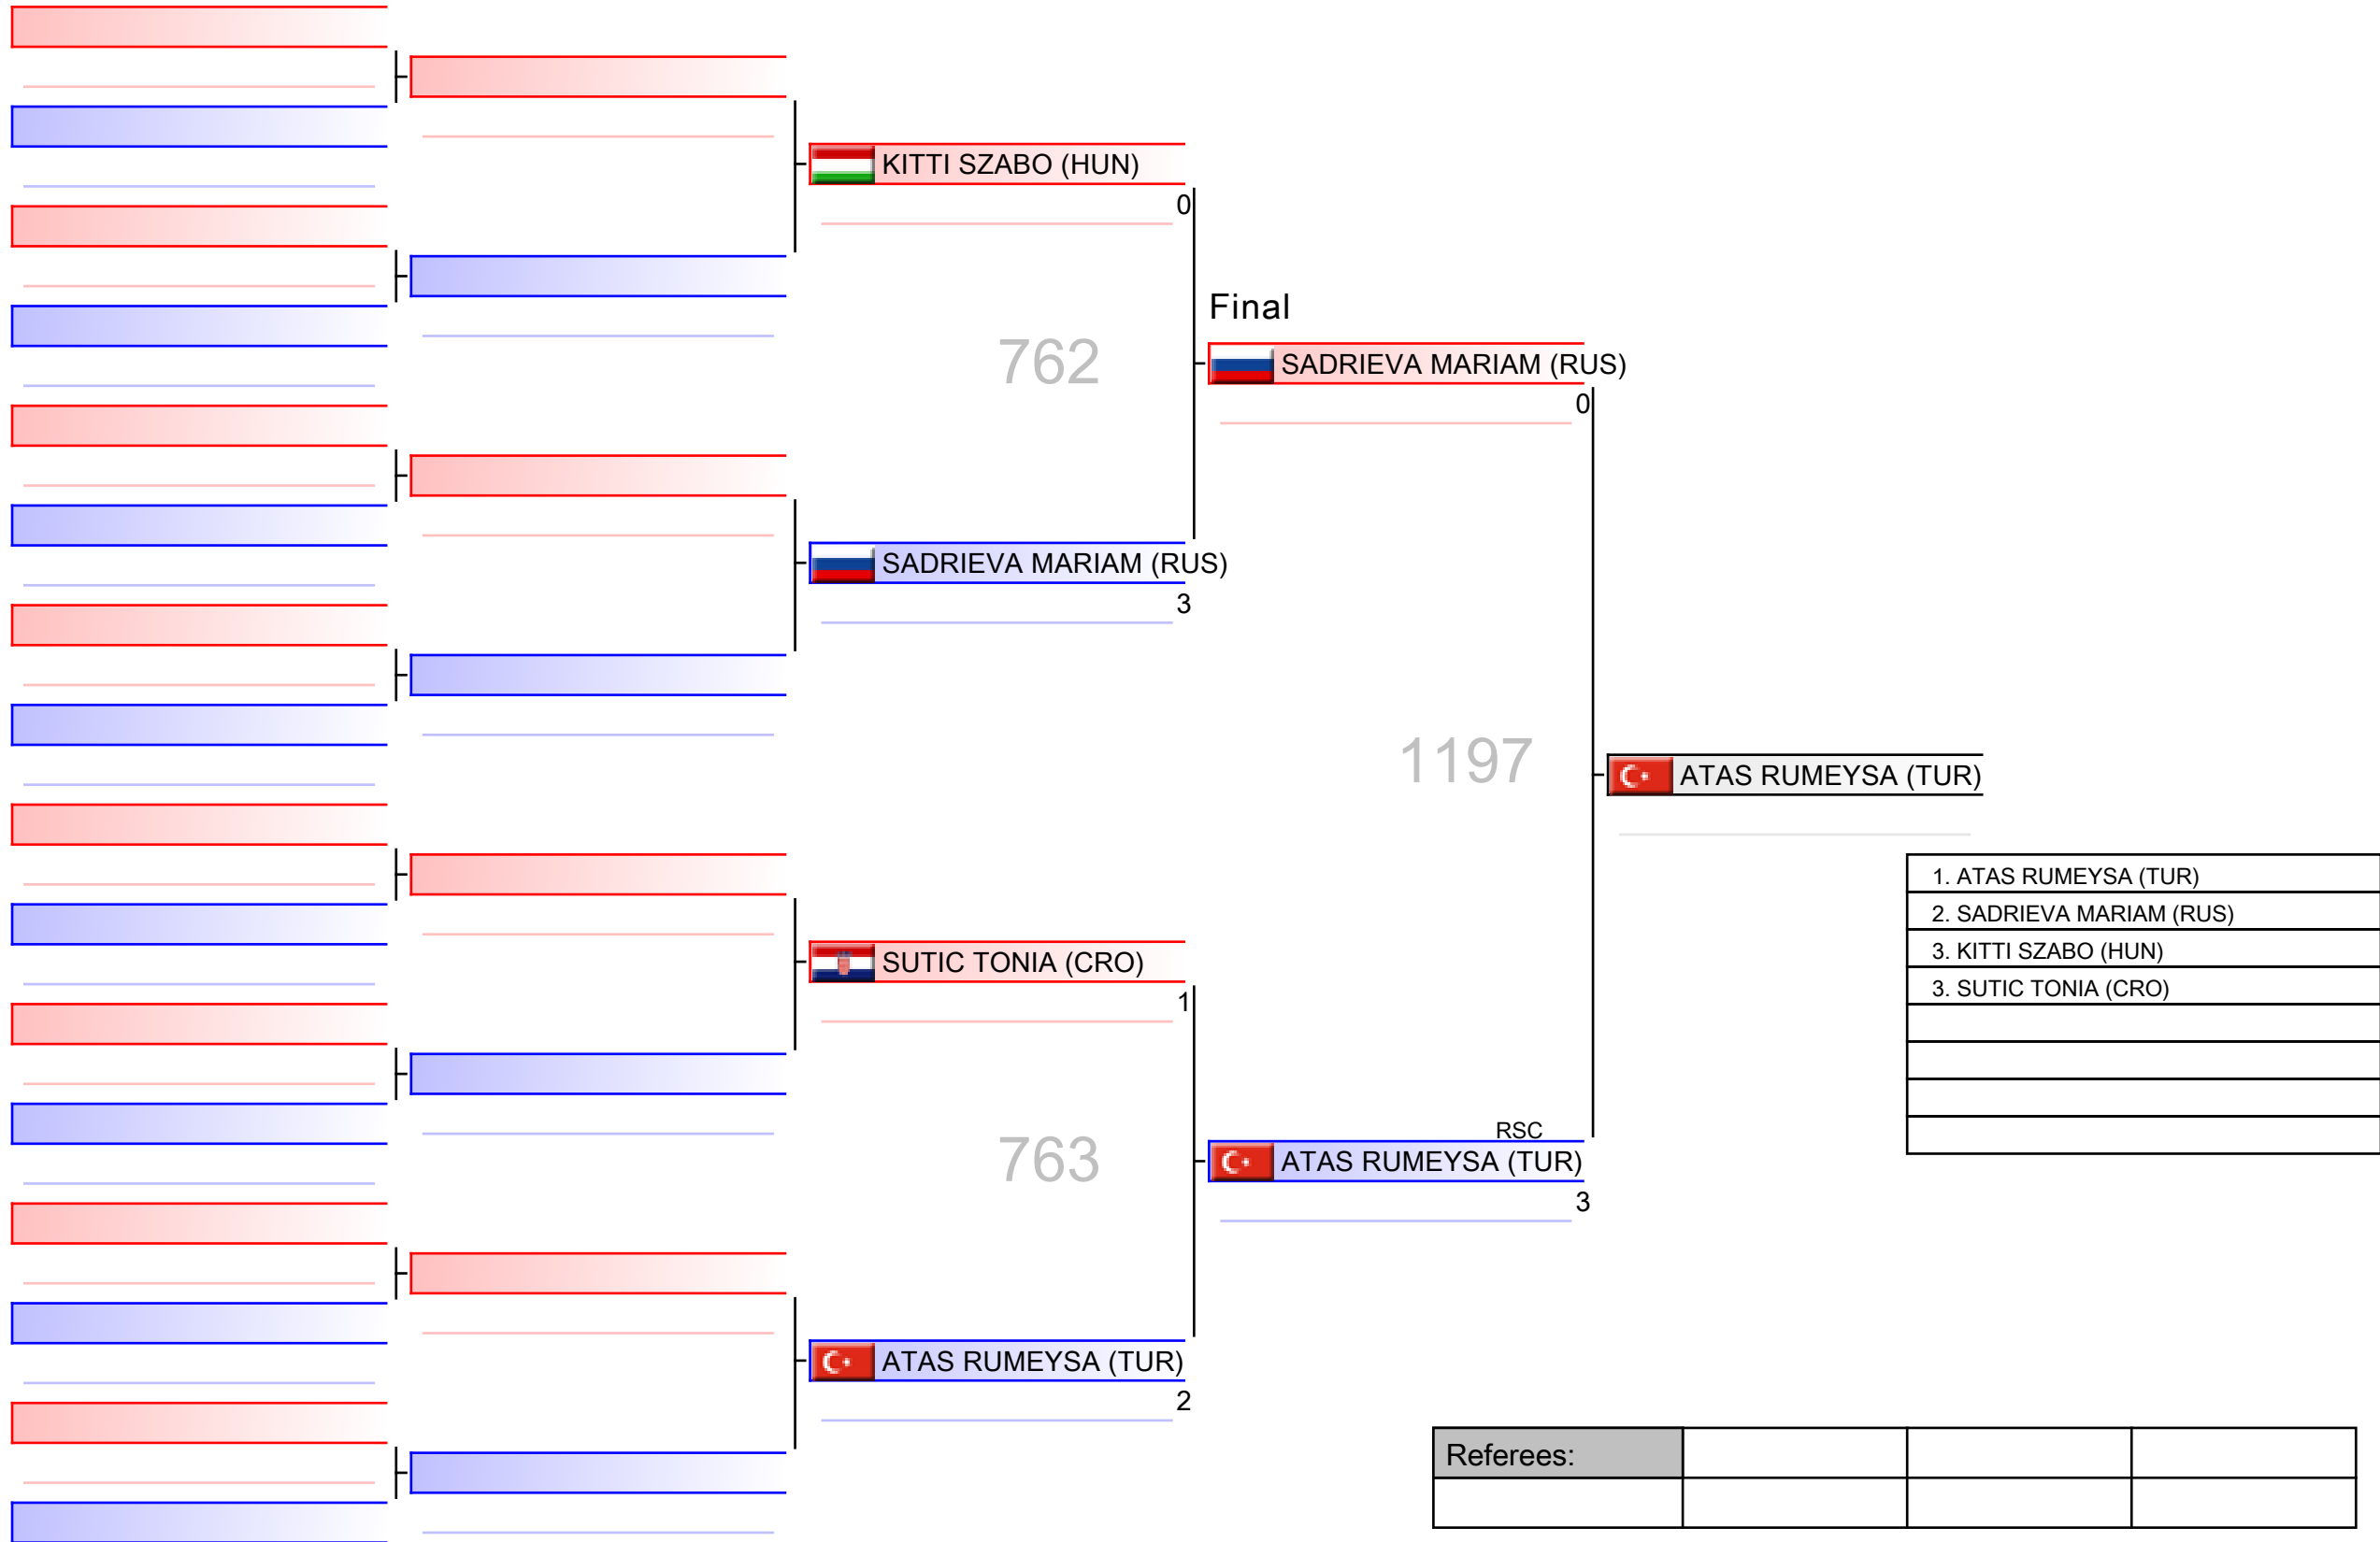 KITTI SZABO (HUN)
0
Final
762
SADRIEVA MARIAM (RUS)
0
SADRIEVA MARIAM (RUS)
3
1197
ATAS RUMEYSA (TUR)
1. ATAS RUMEYSA (TUR)
2. SADRIEVA MARIAM (RUS)
3. KITTI SZABO (HUN)
3. SUTIC TONIA (CRO)
SUTIC TONIA (CRO)
1
763
RSC
ATAS RUMEYSA (TUR)
3
ATAS RUMEYSA (TUR)
2
Referees: